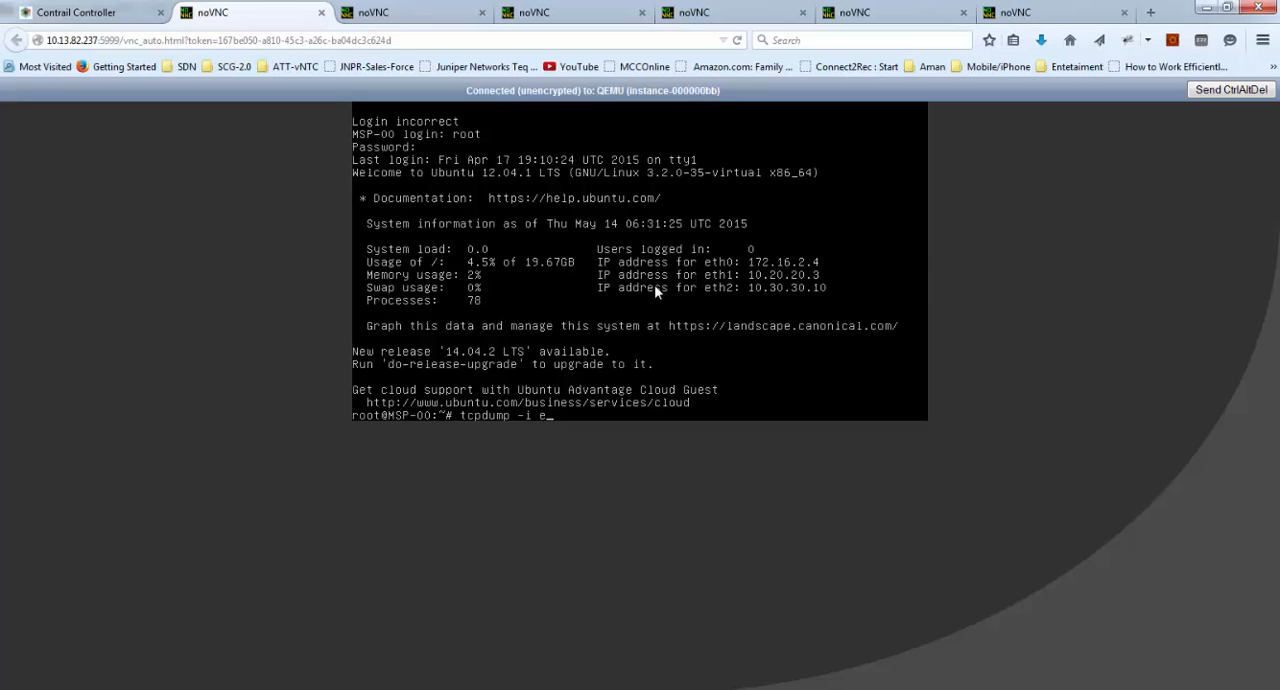 Contrail Controller × noVNC × noVNC × noVNC × noVNC × noVNC × noVNC × +
10.13.82.237:5999/vnc_auto.html?token=167be050-a810-45c3-a26c-ba04dc3c624d Search
Most Visited Getting Started SDN SCG-2.0 ATT-vNTC JNPR-Sales-Force Juniper Networks Teq ... YouTube MCCOnline Amazon.com: Family ... Connect2Rec : Start Aman Mobile/iPhone Entetaiment How to Work Efficientl... »
Connected (unencrypted) to: QEMU (instance-000000bb) Send CtrlAltDel
Login incorrect
MSP-00 login: root
Password:
Last login: Fri Apr 17 19:10:24 UTC 2015 on tty1
Welcome to Ubuntu 12.04.1 LTS (GNU/Linux 3.2.0-35-virtual x86_64)
* Documentation: https://help.ubuntu.com/
System information as of Thu May 14 06:31:25 UTC 2015
System load: 0.0 Users logged in: 0
Usage of /: 4.5% of 19.67GB IP address for eth0: 172.16.2.4
Memory usage: 2% IP address for eth1: 10.20.20.3
Swap usage: 0% IP address for eth2: 10.30.30.10
Processes: 78
Graph this data and manage this system at https://landscape.canonical.com/
New release '14.04.2 LTS' available.
Run 'do-release-upgrade' to upgrade to it.
Get cloud support with Ubuntu Advantage Cloud Guest
http://www.ubuntu.com/business/services/cloud
root@MSP-00:~# tcpdump -i e_